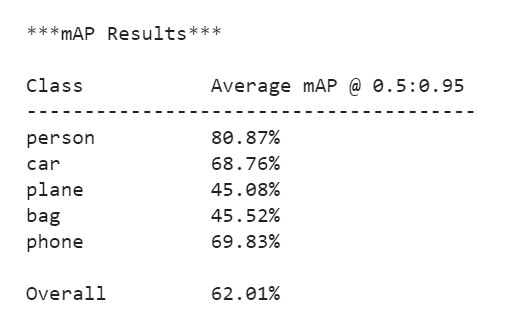 ***mAP Results***
Class Average mAP @ 0.5:0.95
----------------------------------------
person 80.87%
car 68.76%
plane 45.08%
bag 45.52%
phone 69.83%
Overall 62.01%